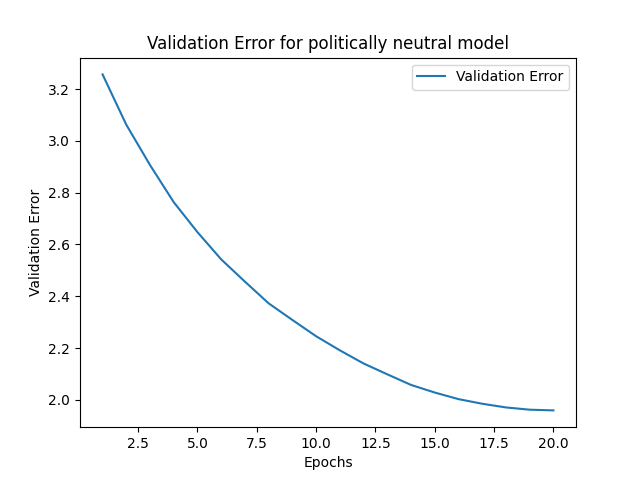 Validation Error for politically neutral model
Validation Error
3.2
3.0
2.8
2.6
2.4
2.2
2.0
Validation Error
2.5 5.0 7.5 10.0 12.5 15.0 17.5 20.0
Epochs